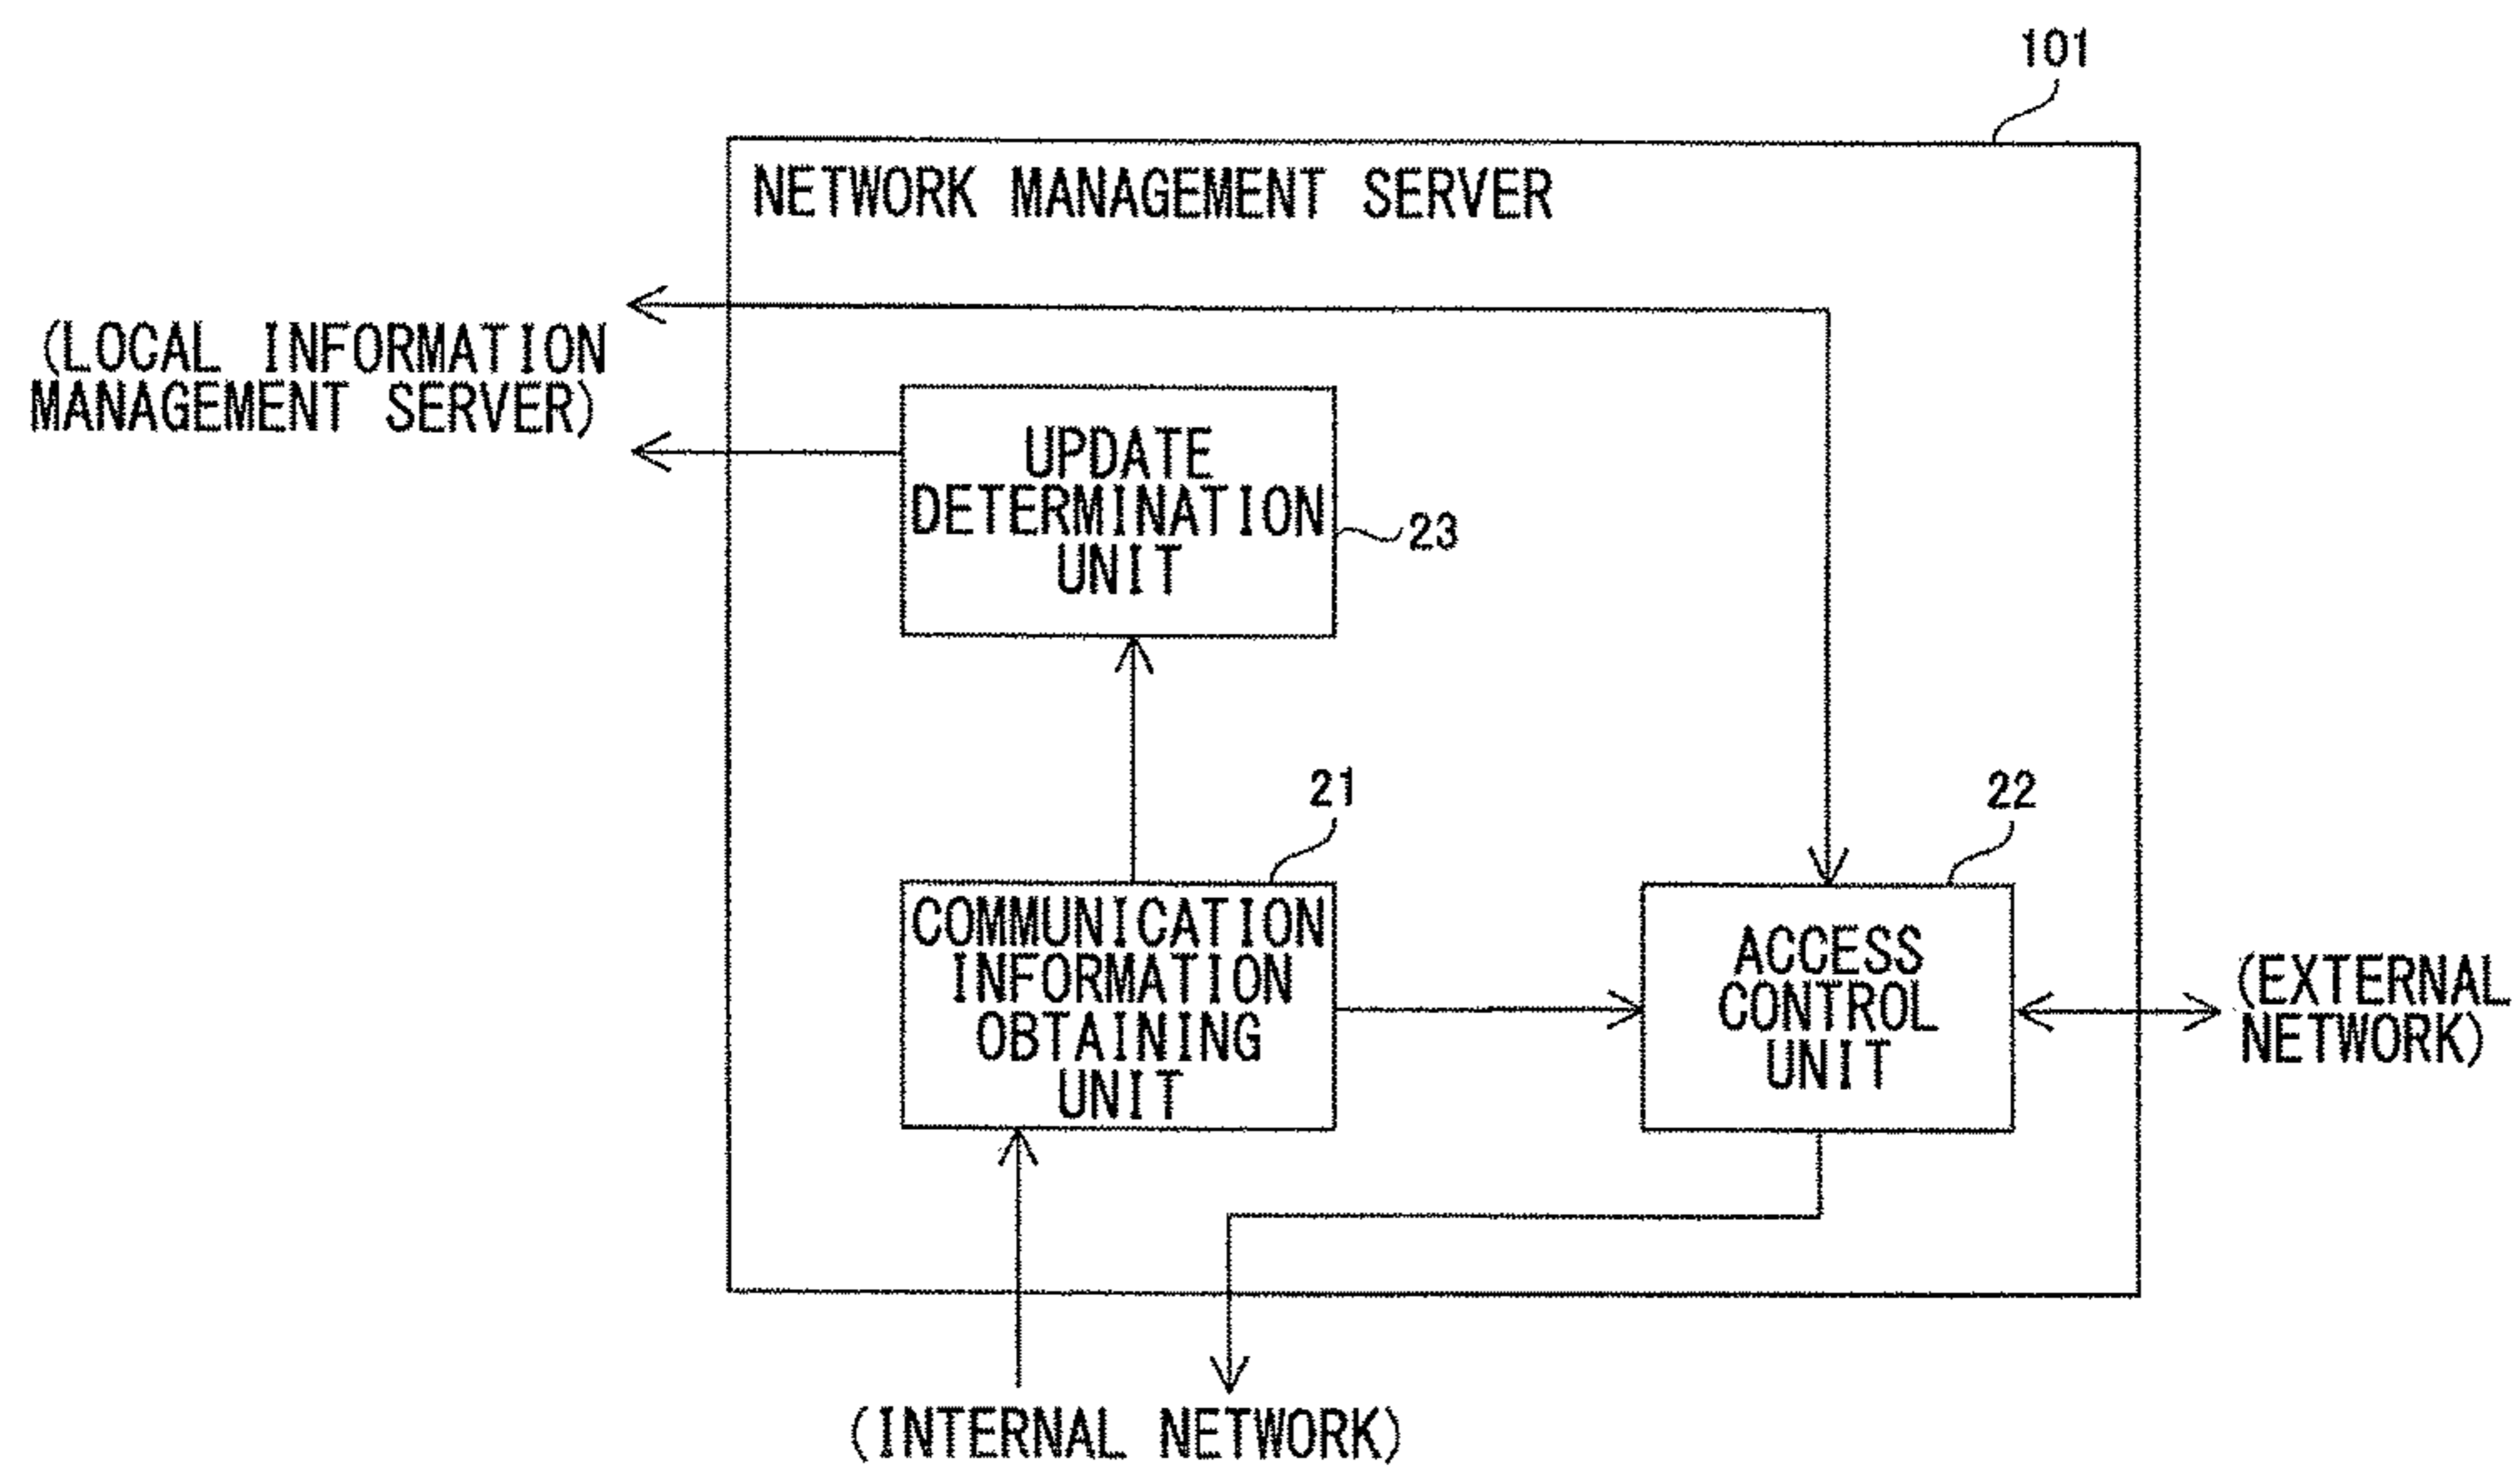 101
NETWORK MANAGEMENT SERVER
(LOCAL INFORMATION
MANAGEMENT SERVER)
UPDATE
DETERMINATION
UNIT
23
21
22
COMMUNICATION
INFORMATION
OBTAINING
UNIT
ACCESS
CONTROL
UNIT
(EXTERNAL
NETWORK)
(INTERNAL NETWORK)